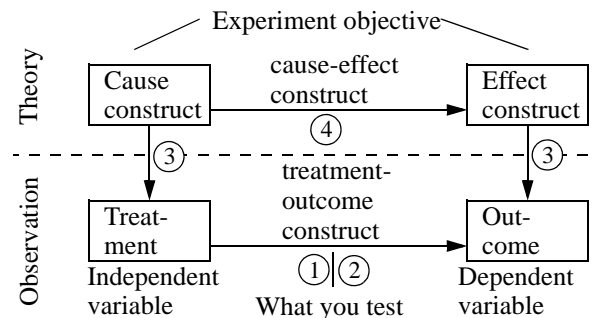 Experiment objective
Theory
Cause
construct
cause-effect
construct
Effect
construct
4
3
3
Observation
Treat-
ment
treatment-
outcome
construct
Out-
come
1 2
Independent
variable
What you test
Dependent
variable